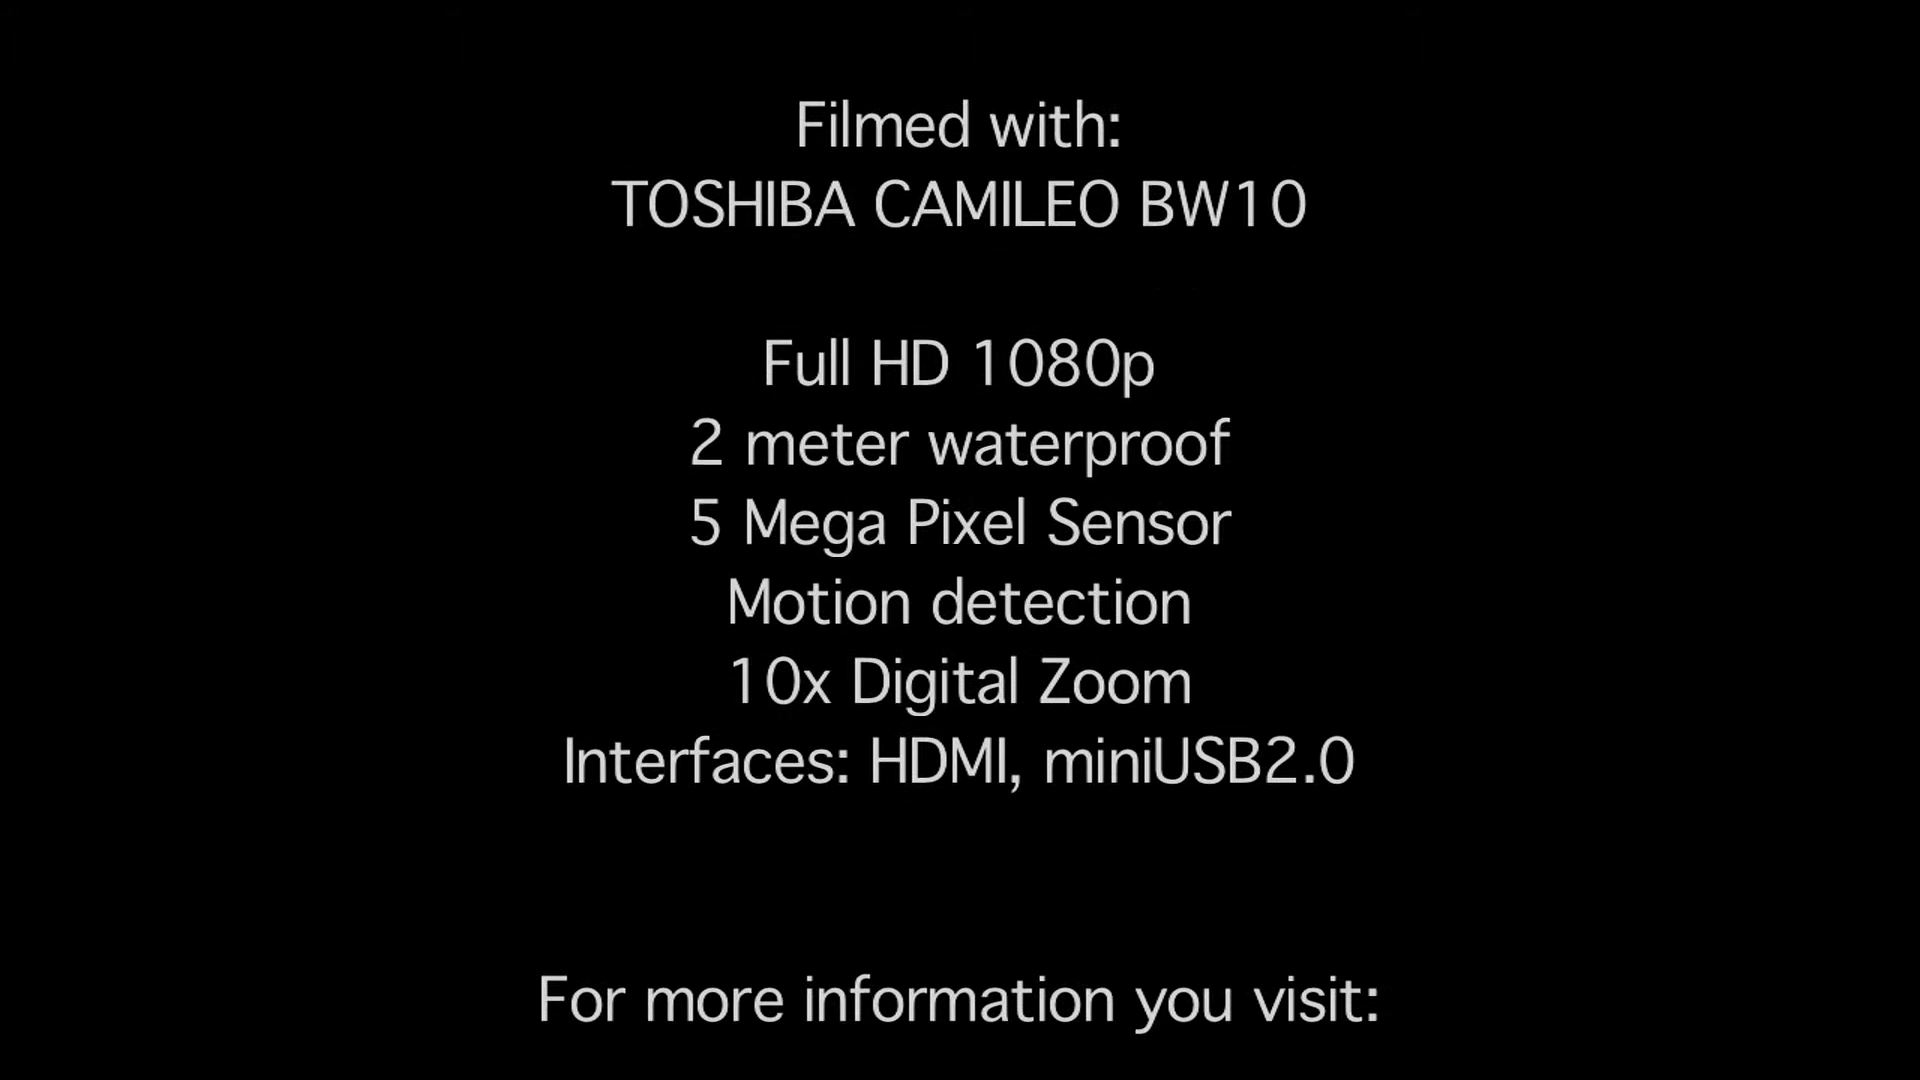 Filmed with:
TOSHIBA CAMILEO BW10
Full HD 1080p
2 meter waterproof
5 Mega Pixel Sensor
Motion detection
10x Digital Zoom
Interfaces: HDMI, miniUSB2.0
For more information you visit: